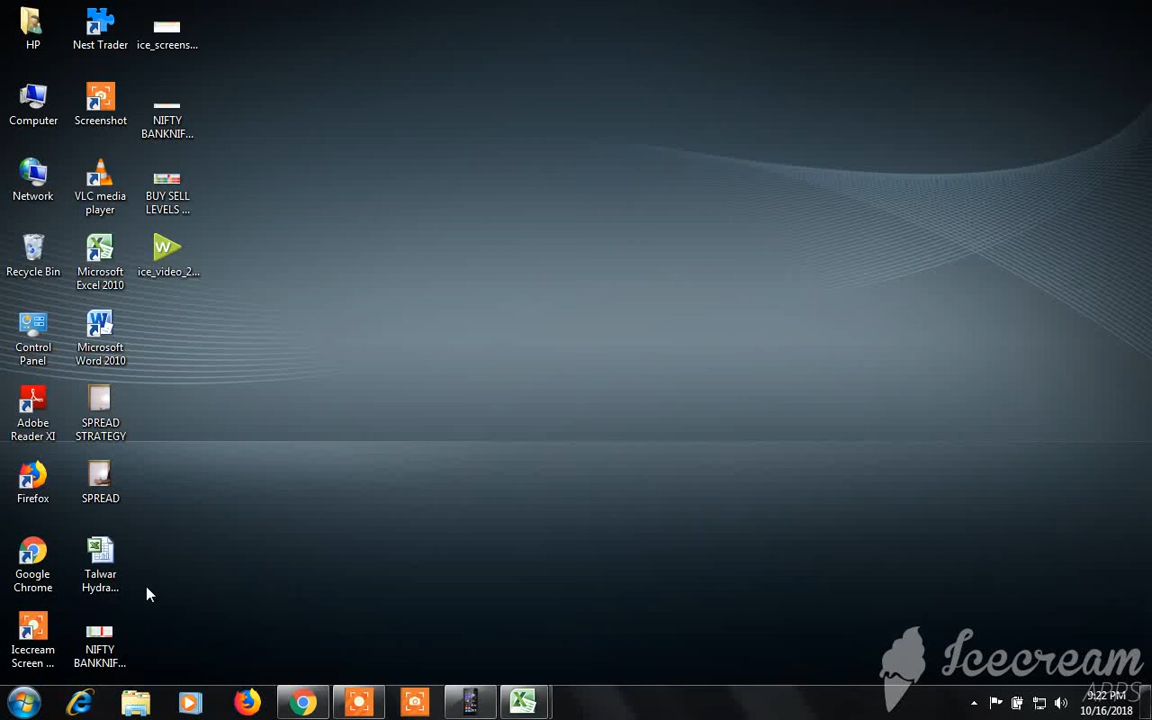 HP
Nest Trader
ice_screens...
Computer
Screenshot
NIFTY
BANKNIF...
Network
VLC media
player
BUY SELL
LEVELS ...
Recycle Bin
Microsoft
Excel 2010
ice_video_2...
Control
Panel
Microsoft
Word 2010
Adobe
Reader XI
SPREAD
STRATEGY
Firefox
SPREAD
Google
Chrome
Talwar
Hydra...
Icecream
Screen ...
NIFTY
BANKNIF...
Icecream
APPS
9:22 PM
10/16/2018